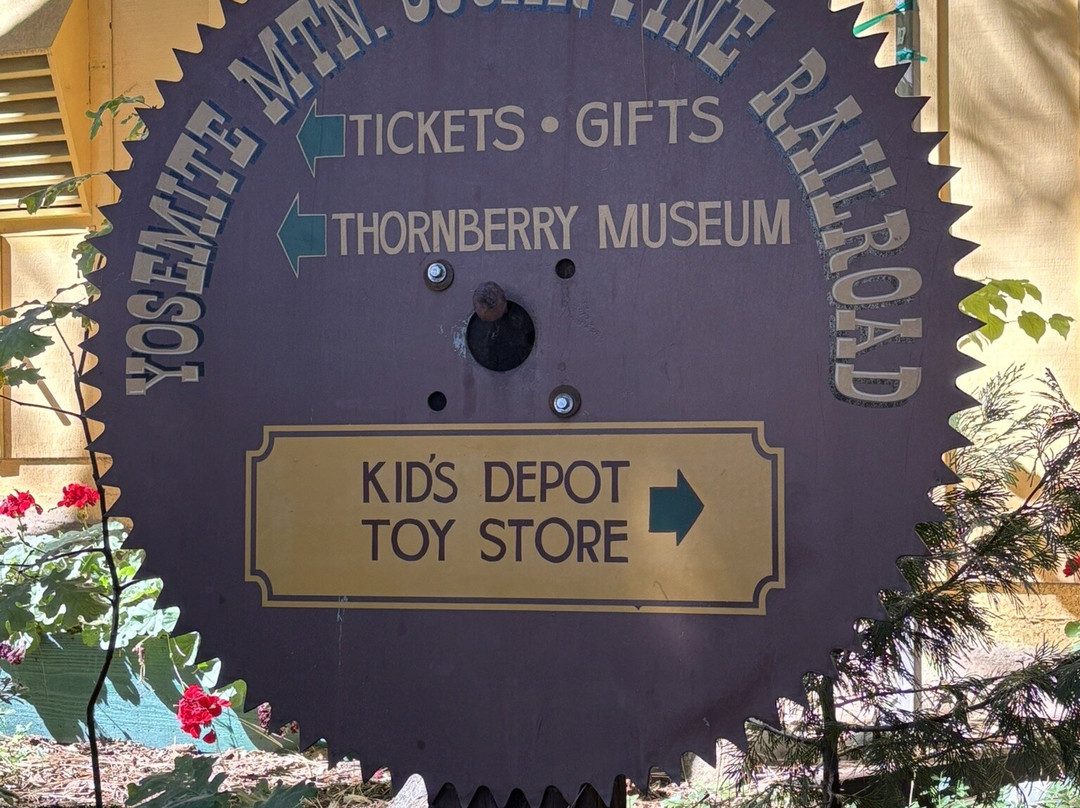 YOSEMITE MTN. RAILROAD
TICKETS • GIFTS
THORNBERRY MUSEUM
KID'S DEPOT
TOY STORE